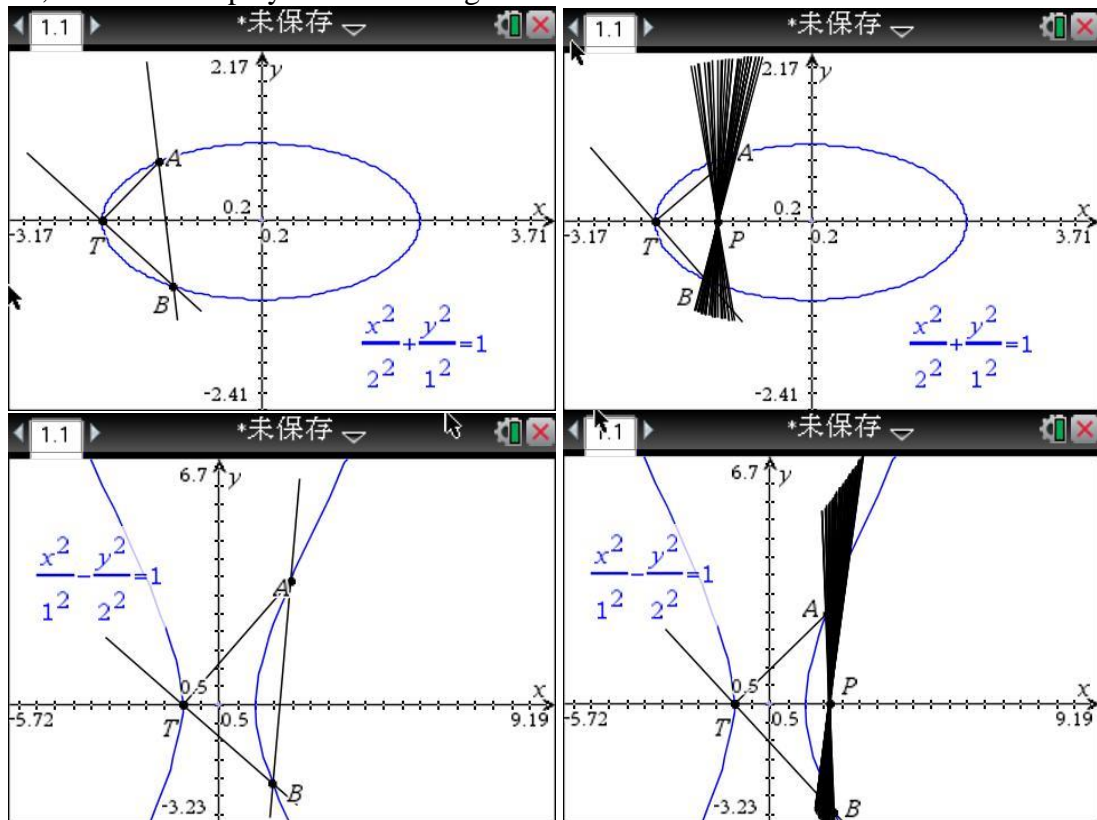 1.1 *未保存
2.17 y
A
0.2 x
-3.17 T 0.2 3.71
B
x²/2² + y²/1² =1
-2.41
1.1 *未保存
2.17 y
A
0.2 x
-3.17 T P 0.2 3.71
B
x²/2² + y²/1² =1
-2.41
1.1 *未保存
6.7 y
x²/1² - y²/2² =1
A
0.5 x
-5.72 T 0.5 9.19
-3.23 B
1.1 *未保存
6.7 y
x²/1² - y²/2² =1
A
0.5 P x
-5.72 T 0.5 9.19
-3.23 B